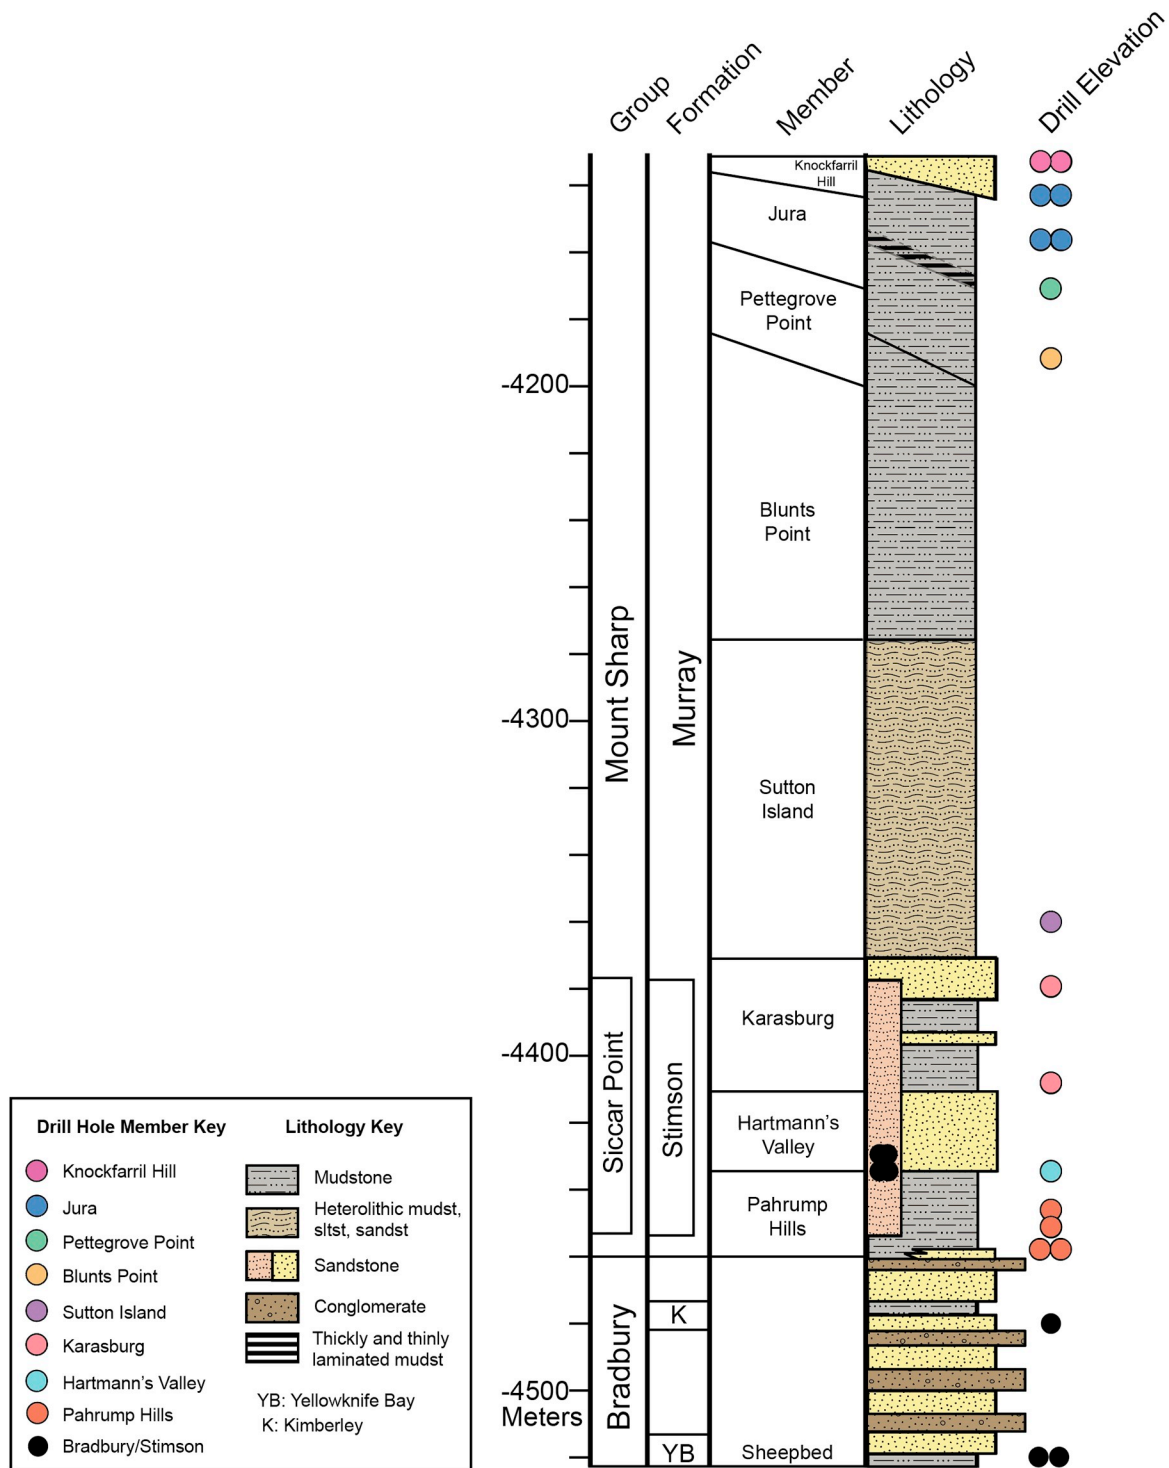 Group
Formation
Member
Lithology
Drill Elevation
Knockfarril
Hill
Jura
Pettegrove
Point
-4200
Blunts
Point
Mount Sharp
Murray
-4300
Sutton
Island
Karasburg
-4400
Siccar Point
Stimson
Hartmann's
Valley
Pahrump
Hills
K
Bradbury
-4500
Meters
YB
Sheepbed
Drill Hole Member Key
Knockfarril Hill
Jura
Pettegrove Point
Blunts Point
Sutton Island
Karasburg
Hartmann's Valley
Pahrump Hills
Bradbury/Stimson
Lithology Key
Mudstone
Heterolithic mudst,
sltst, sandst
Sandstone
Conglomerate
Thickly and thinly
laminated mudst
YB: Yellowknife Bay
K: Kimberley